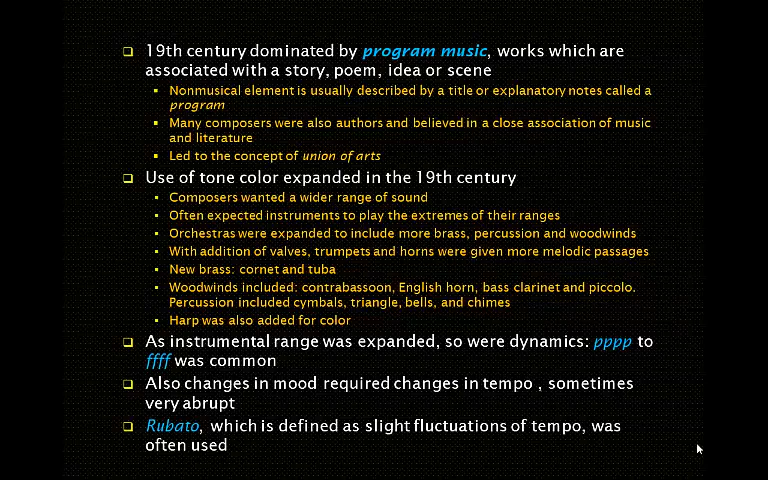 19th century dominated by program music, works which are
associated with a story, poem, idea or scene
Nonmusical element is usually described by a title or explanatory notes called a
program
Many composers were also authors and believed in a close association of music
and literature
Led to the concept of union of arts
Use of tone color expanded in the 19th century
Composers wanted a wider range of sound
Often expected instruments to play the extremes of their ranges
Orchestras were expanded to include more brass, percussion and woodwinds
With addition of valves, trumpets and horns were given more melodic passages
New brass: cornet and tuba
Woodwinds included: contrabassoon, English horn, bass clarinet and piccolo.
Percussion included cymbals, triangle, bells, and chimes
Harp was also added for color
As instrumental range was expanded, so were dynamics: pppp to
ffff was common
Also changes in mood required changes in tempo , sometimes
very abrupt
Rubato, which is defined as slight fluctuations of tempo, was
often used